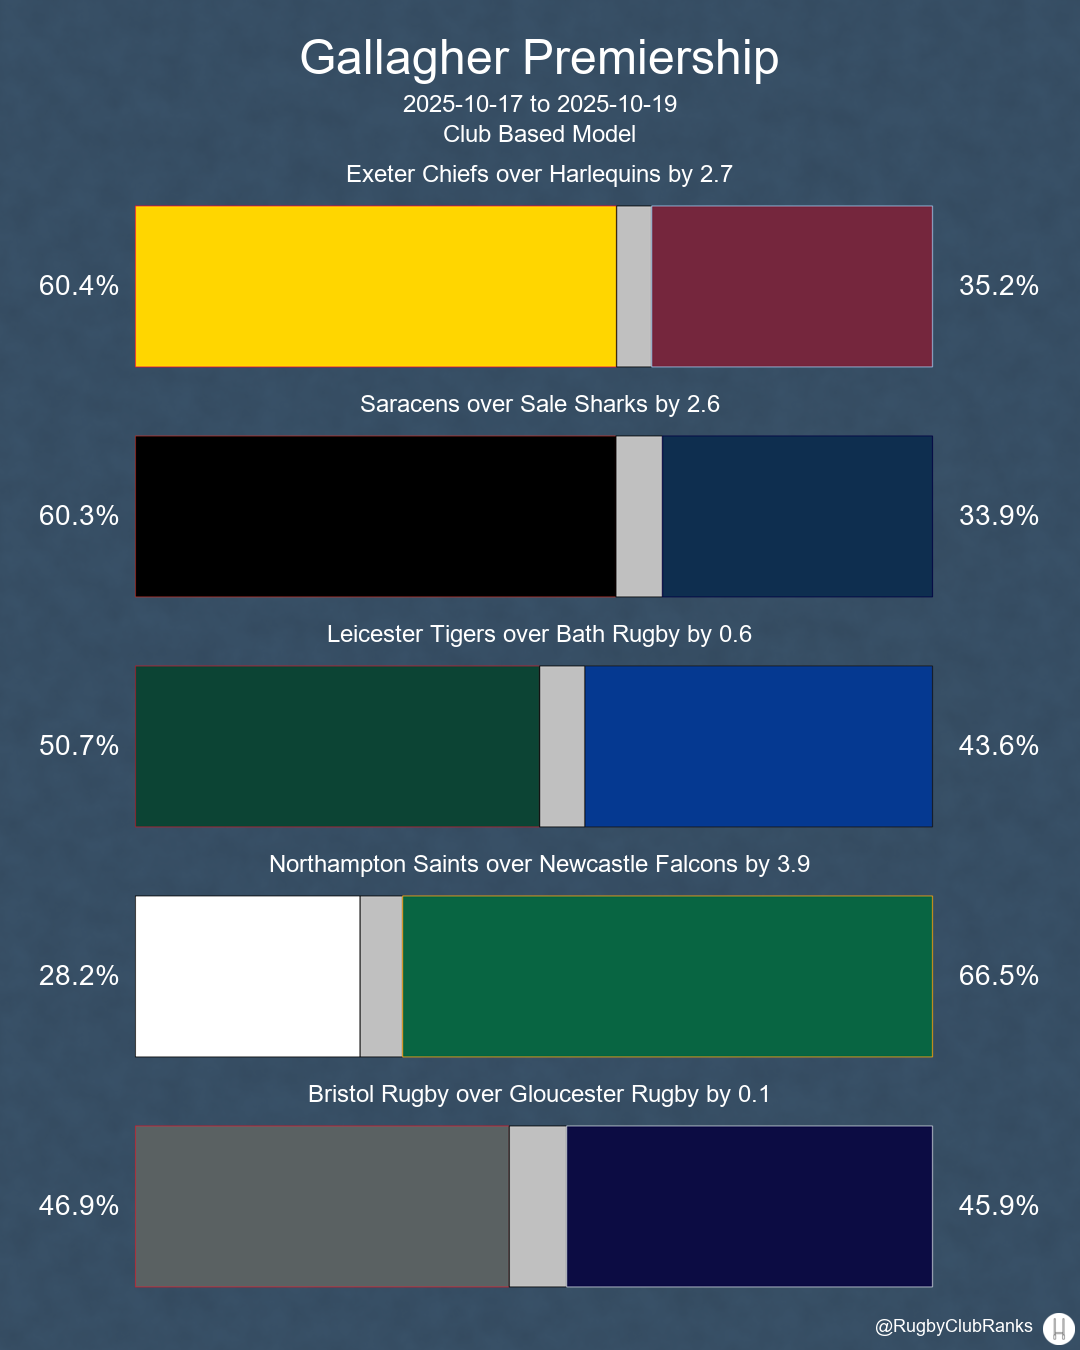 Gallagher Premiership
2025-10-17 to 2025-10-19
Club Based Model
Exeter Chiefs over Harlequins by 2.7
60.4%
35.2%
Saracens over Sale Sharks by 2.6
60.3%
33.9%
Leicester Tigers over Bath Rugby by 0.6
50.7%
43.6%
Northampton Saints over Newcastle Falcons by 3.9
28.2%
66.5%
Bristol Rugby over Gloucester Rugby by 0.1
46.9%
45.9%
@RugbyClubRanks